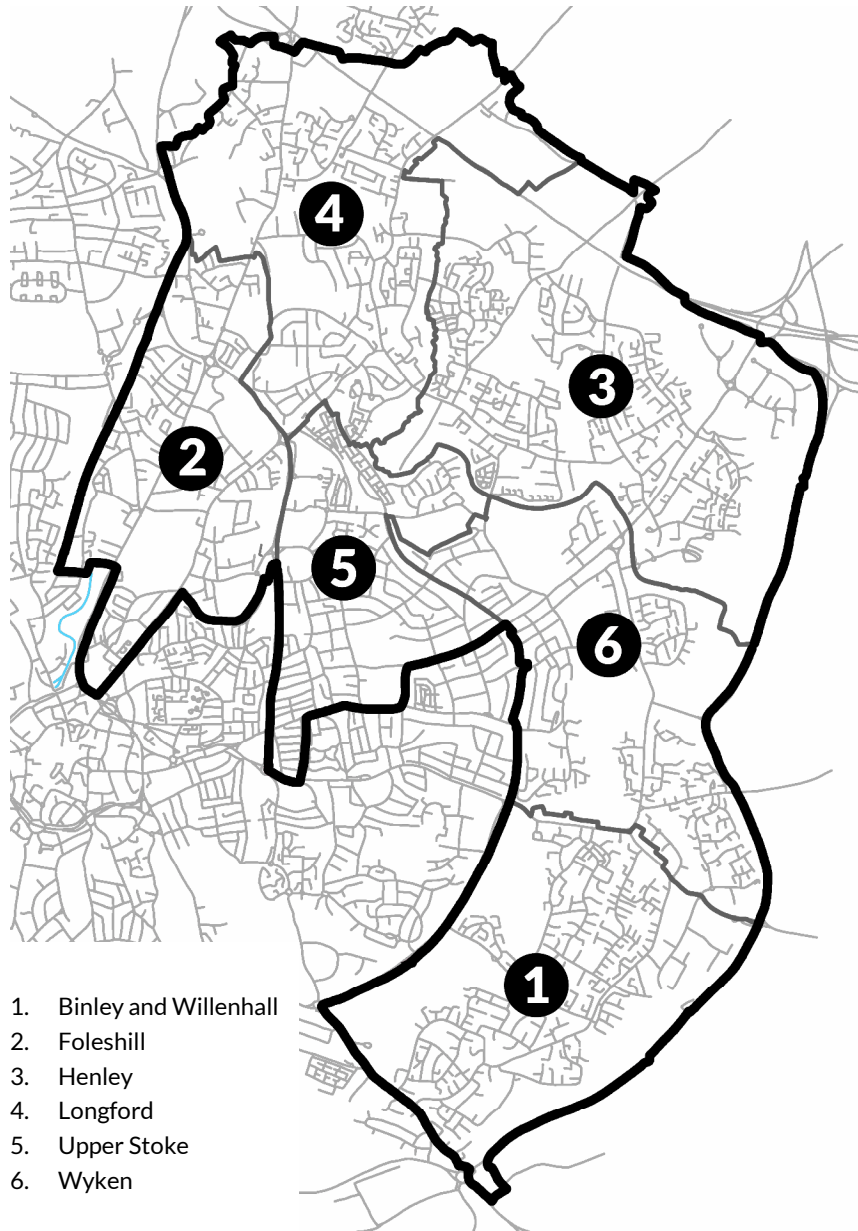 4
3
2
5
6
1
1. Binley and Willenhall
2. Foleshill
3. Henley
4. Longford
5. Upper Stoke
6. Wyken